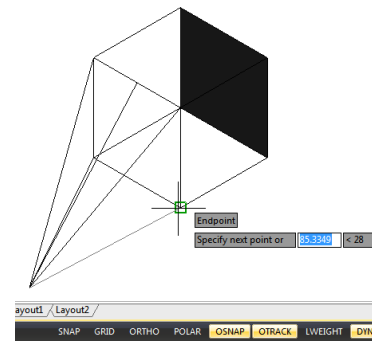 Endpoint
Specify next point or 85.3349 < 28
ayout1 Layout2
SNAP GRID ORTHO POLAR OSNAP OTRACK LWEIGHT DYN